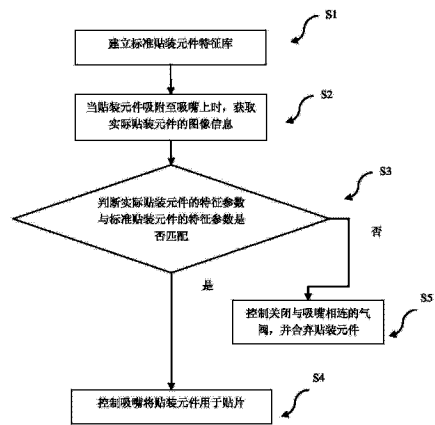 S1
建立标准贴装元件特征库
S2
当贴装元件吸附至吸嘴上时，获取
实际贴装元件的图像信息
S3
判断实际贴装元件的特征参数
与标准贴装元件的特征参数是
否匹配
否
是
S5
控制关闭与吸嘴相连的气
阀，并舍弃贴装元件
S4
控制吸嘴将贴装元件用于贴片